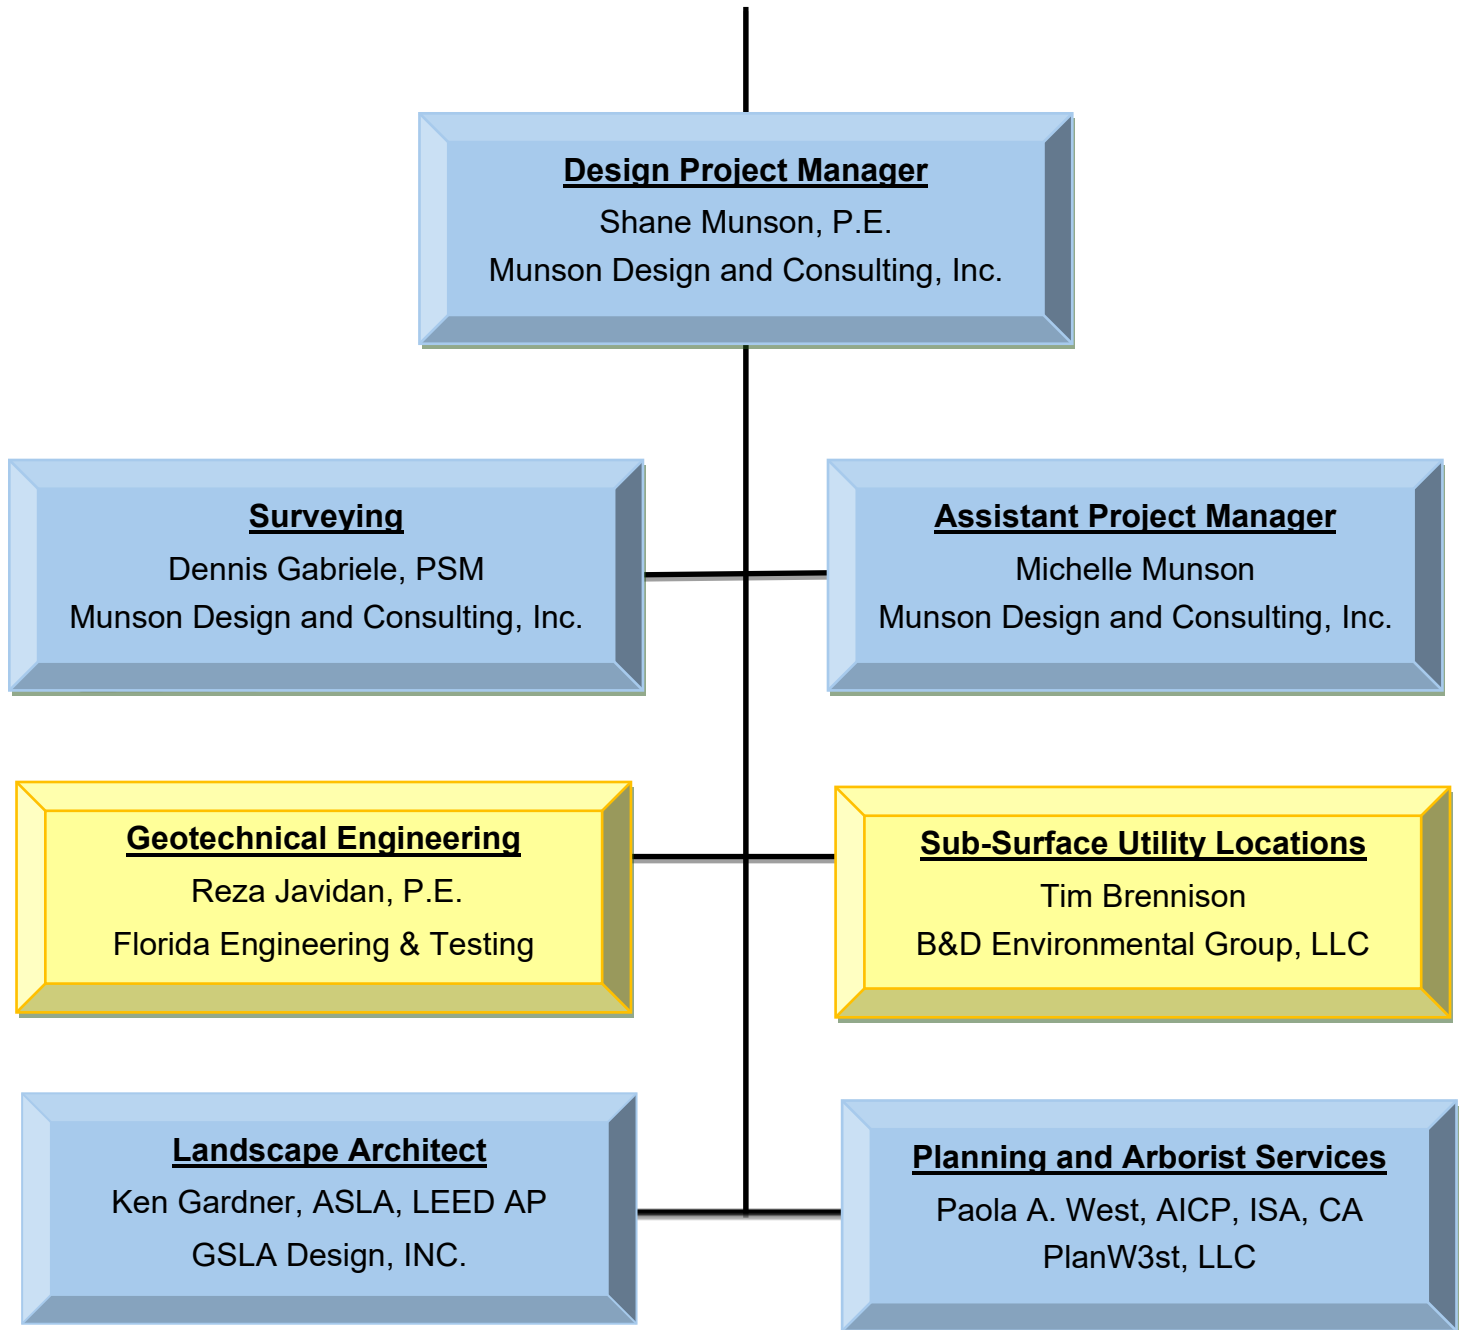 Design Project Manager
Shane Munson, P.E.
Munson Design and Consulting, Inc.
Surveying
Dennis Gabriele, PSM
Munson Design and Consulting, Inc.
Assistant Project Manager
Michelle Munson
Munson Design and Consulting, Inc.
Geotechnical Engineering
Reza Javidan, P.E.
Florida Engineering & Testing
Sub-Surface Utility Locations
Tim Brennison
B&D Environmental Group, LLC
Landscape Architect
Ken Gardner, ASLA, LEED AP
GSLA Design, INC.
Planning and Arborist Services
Paola A. West, AICP, ISA, CA
PlanW3st, LLC